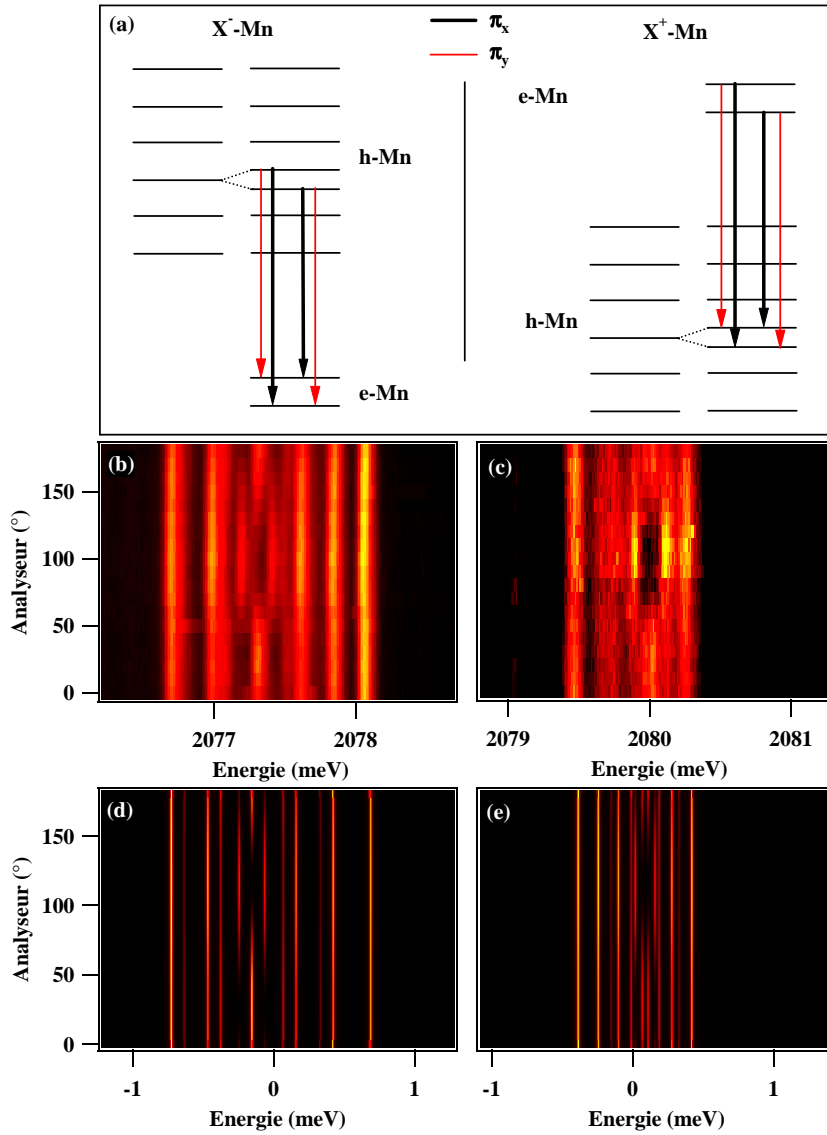 (a)
X⁻-Mn
πx
πy
X⁺-Mn
e-Mn
h-Mn
h-Mn
e-Mn
(b)
(c)
Analyseur (°)
150
100
50
0
2077
2078
Energie (meV)
2079
2080
2081
Energie (meV)
(d)
(e)
Analyseur (°)
150
100
50
0
-1
0
1
Energie (meV)
-1
0
1
Energie (meV)